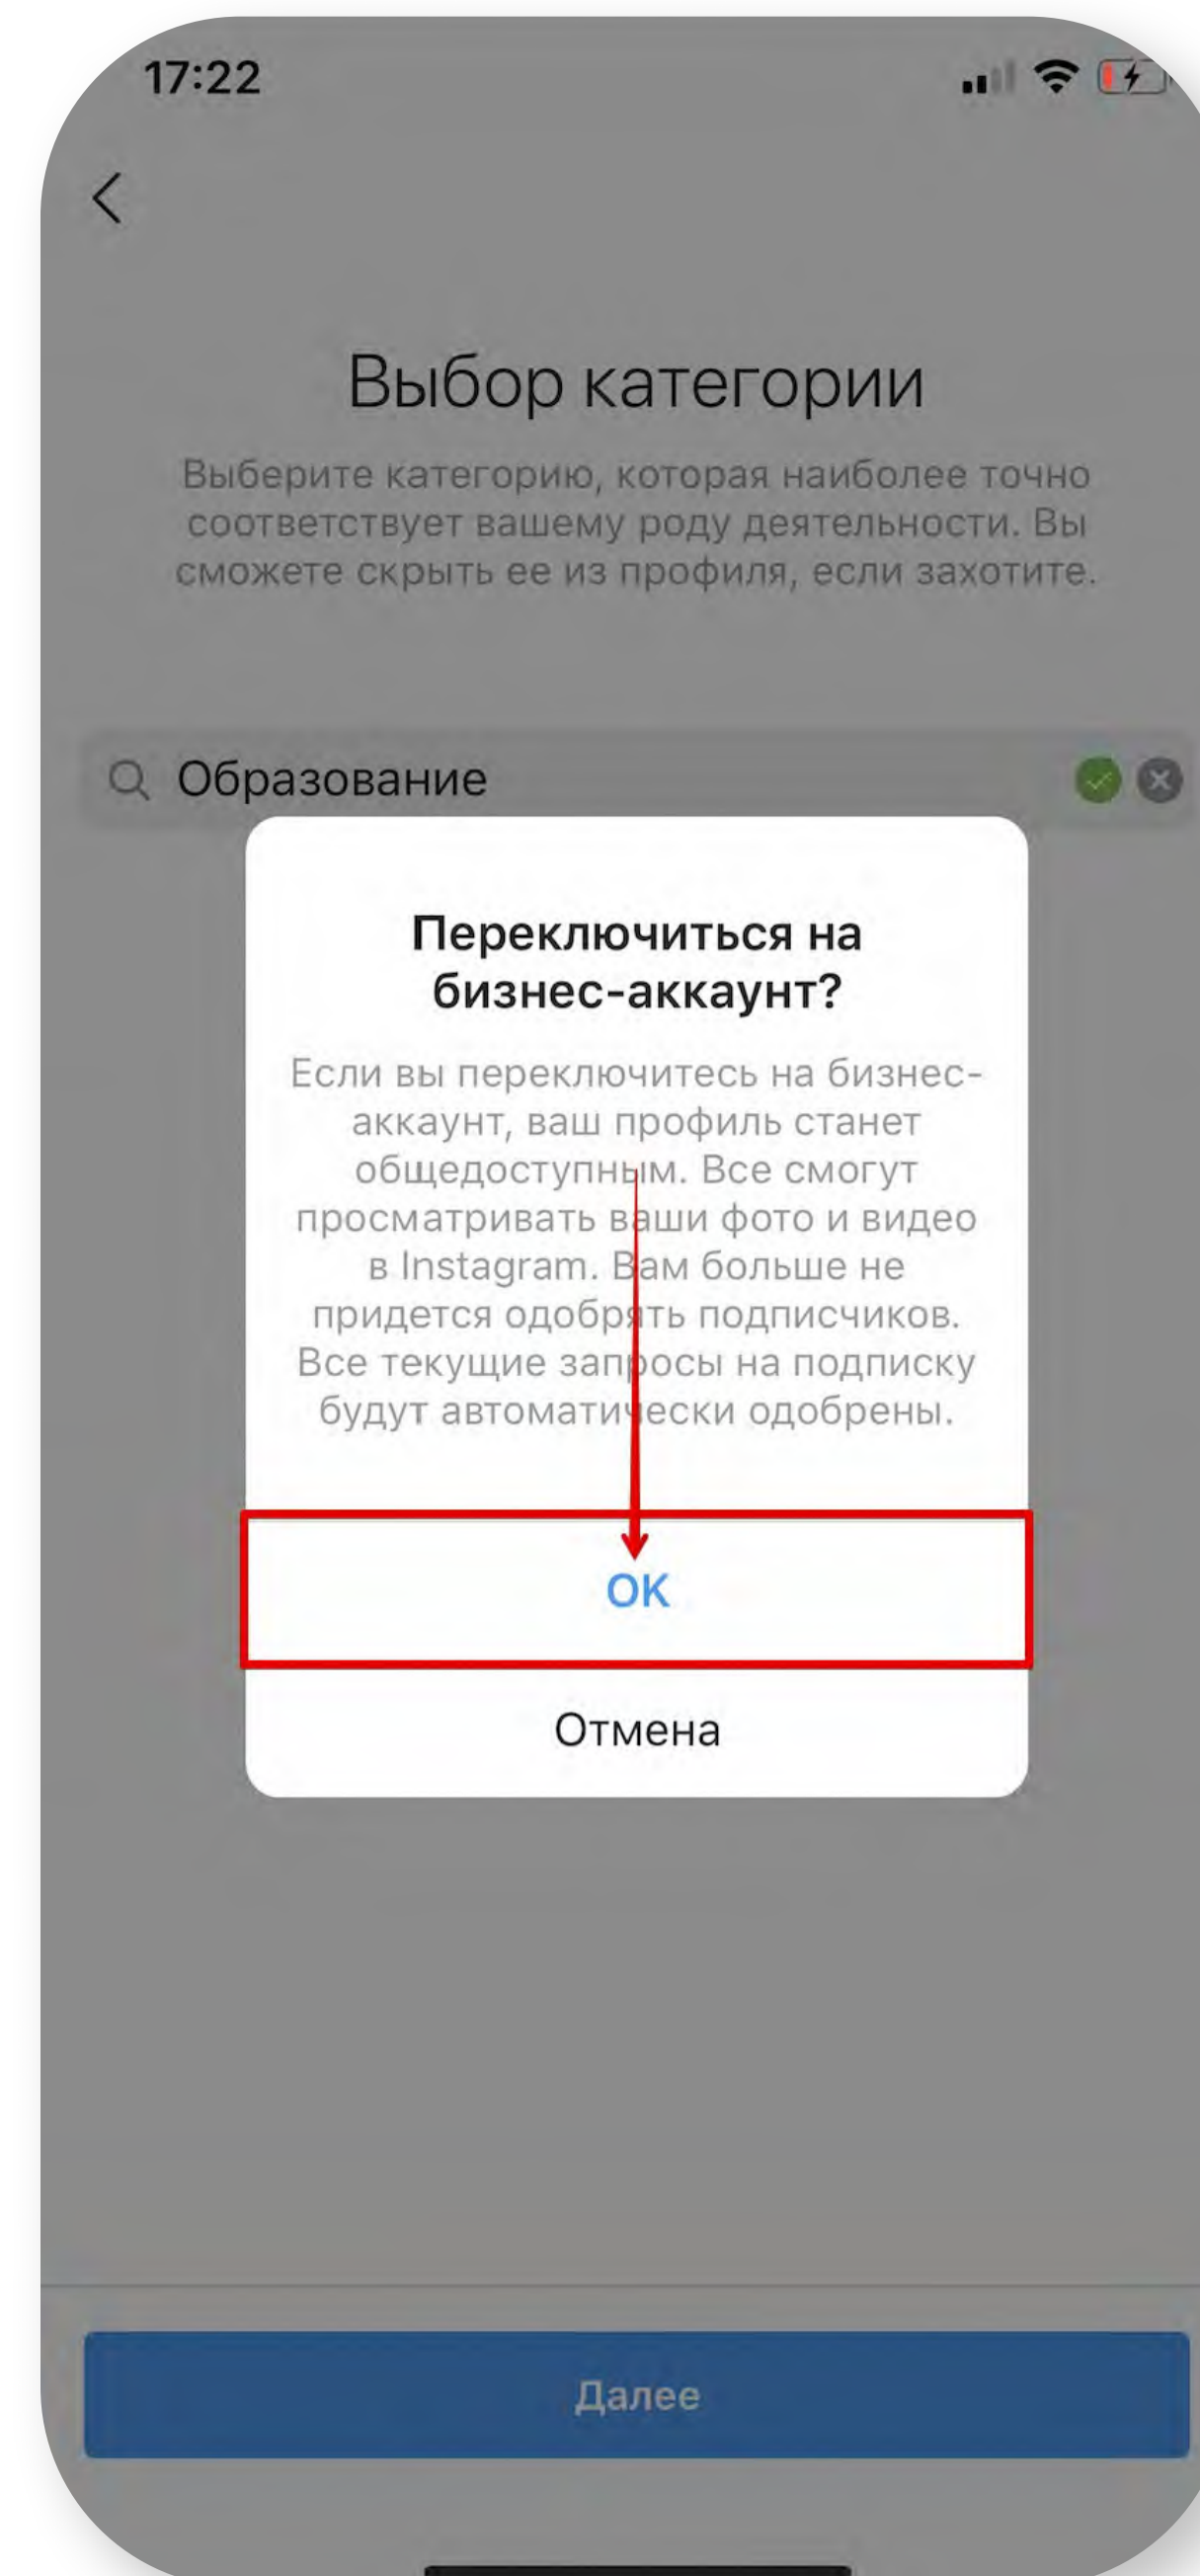 17:22
Выбор категории
Выберите категорию, которая наиболее точно
соответствует вашему роду деятельности. Вы
сможете скрыть ее из профиля, если захотите.
Образование
Переключиться на
бизнес-аккаунт?
Если вы переключитесь на бизнес-
аккаунт, ваш профиль станет
общедоступным. Все смогут
просматривать ваши фото и видео
в Instagram. Вам больше не
придется одобрять подписчиков.
Все текущие запросы на подписку
будут автоматически одобрены.
OK
Отмена
Далее